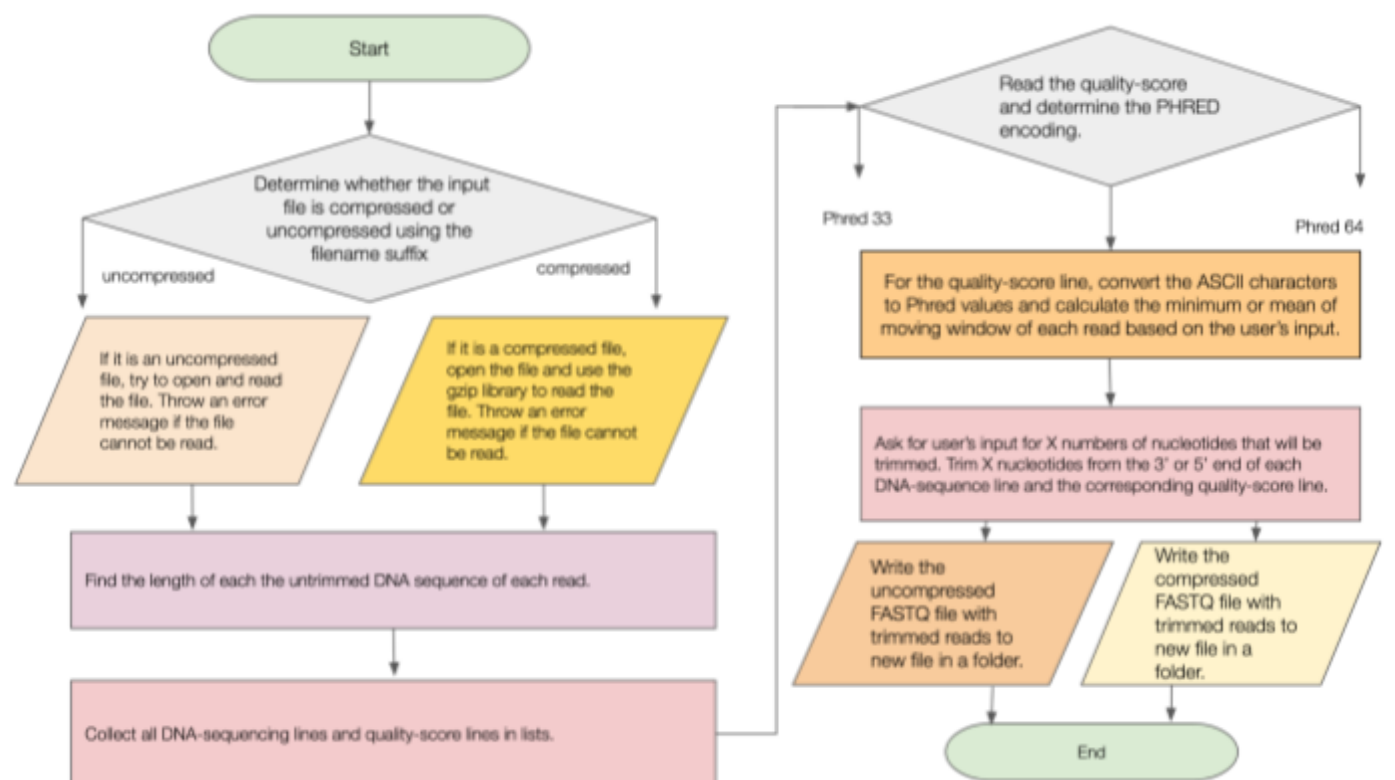 Start
Determine whether the input
file is compressed or
uncompressed using the
filename suffix
uncompressed
compressed
If it is an uncompressed
file, try to open and read
the file. Throw an error
message if the file
cannot be read.
If it is a compressed file,
open the file and use the
gzip library to read the
file. Throw an error
message if the file cannot
be read.
Find the length of each the untrimmed DNA sequence of each read.
Collect all DNA-sequencing lines and quality-score lines in lists.
Read the quality-score
and determine the PHRED
encoding.
Phred 33
Phred 64
For the quality-score line, convert the ASCII characters
to Phred values and calculate the minimum or mean of
moving window of each read based on the user's input.
Ask for user's input for X numbers of nucleotides that will be
trimmed. Trim X nucleotides from the 3' or 5' end of each
DNA-sequence line and the corresponding quality-score line.
Write the
uncompressed
FASTQ file with
trimmed reads to
new file in a folder.
Write the
compressed
FASTQ file with
trimmed reads to
new file in a
folder.
End